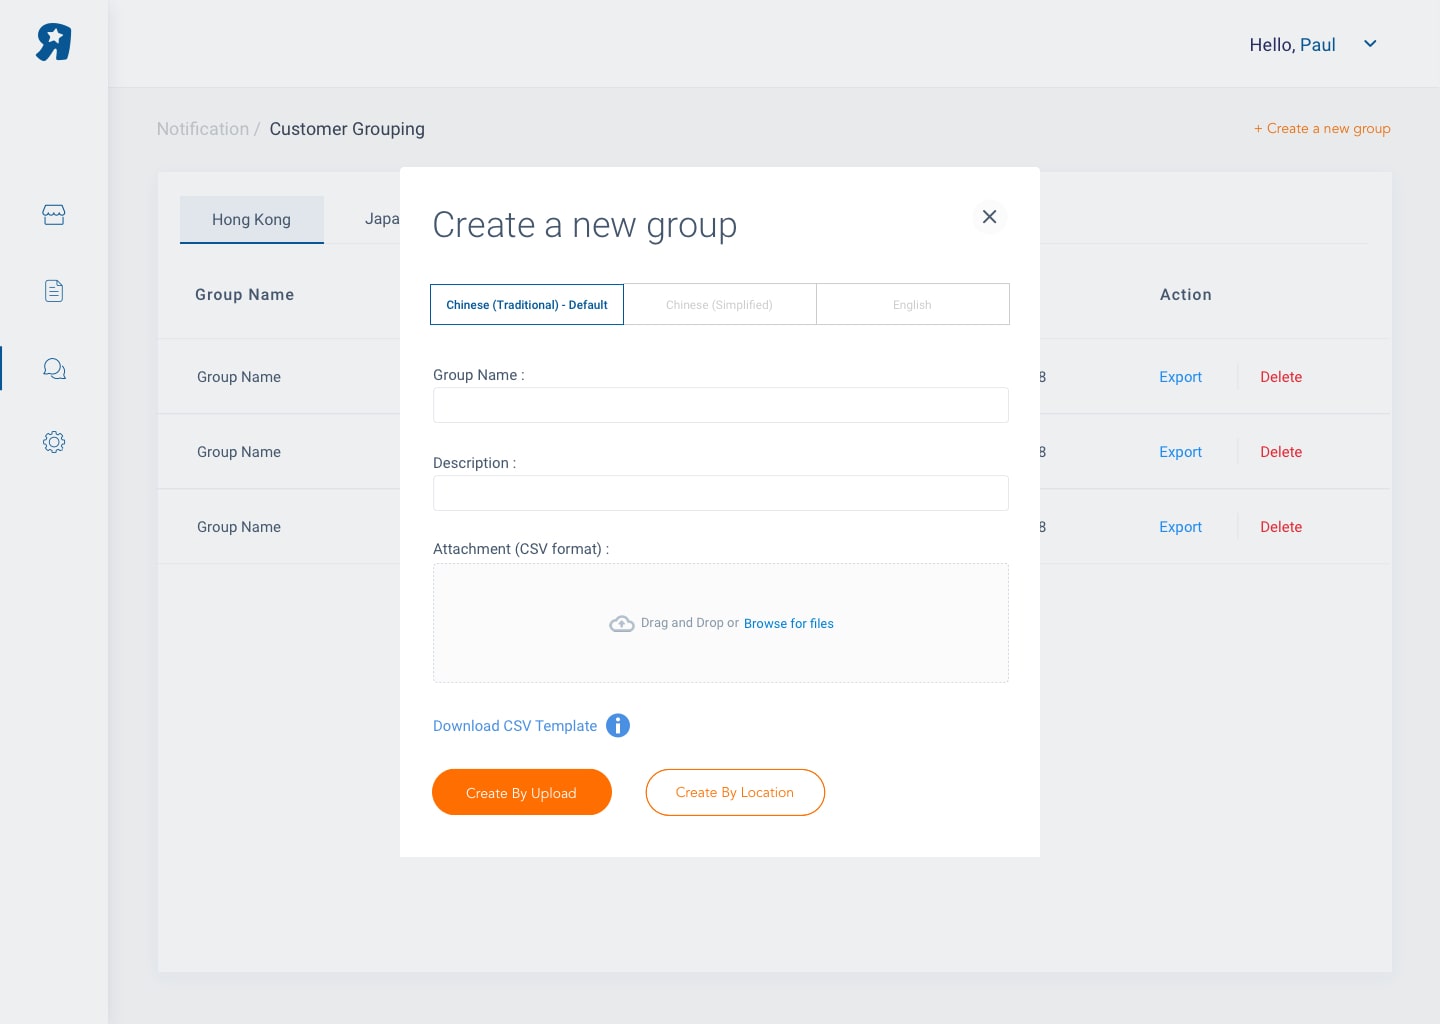 Hello, Paul
Notification / Customer Grouping
+ Create a new group
Hong Kong
Japa
Create a new group
Chinese (Traditional) - Default
Chinese (Simplified)
English
Group Name
Action
Group Name :
Group Name
8
Export
Delete
Description :
Group Name
8
Export
Delete
Attachment (CSV format) :
Group Name
8
Export
Delete
Drag and Drop or Browse for files
Download CSV Template
Create By Upload
Create By Location